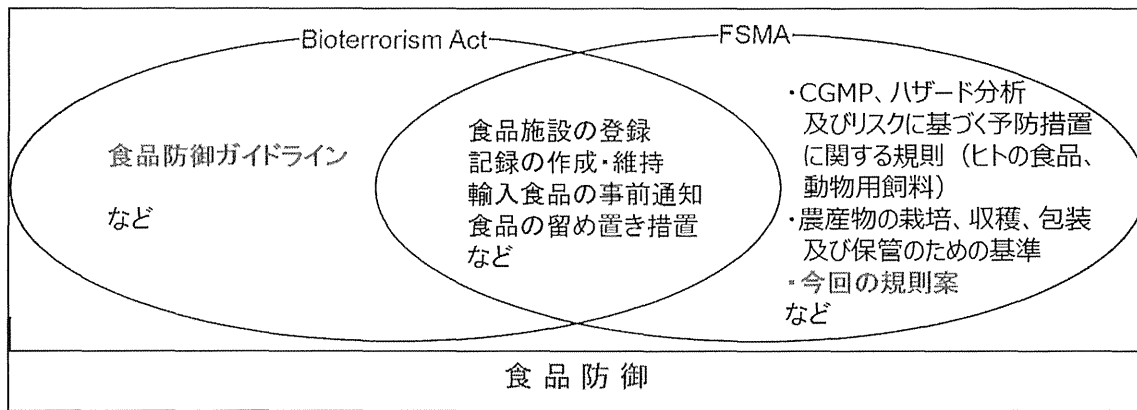 Bioterrorism Act
FSMA
食品防御ガイドライン
など
食品施設の登録
記録の作成・維持
輸入食品の事前通知
食品の留め置き措置
など
・CGMP、ハザード分析
及びリスクに基づく予防措置
に関する規則（ヒトの食品、
動物用飼料）
・農産物の栽培、収穫、包装
及び保管のための基準
・今回の規則案
など
食品防御